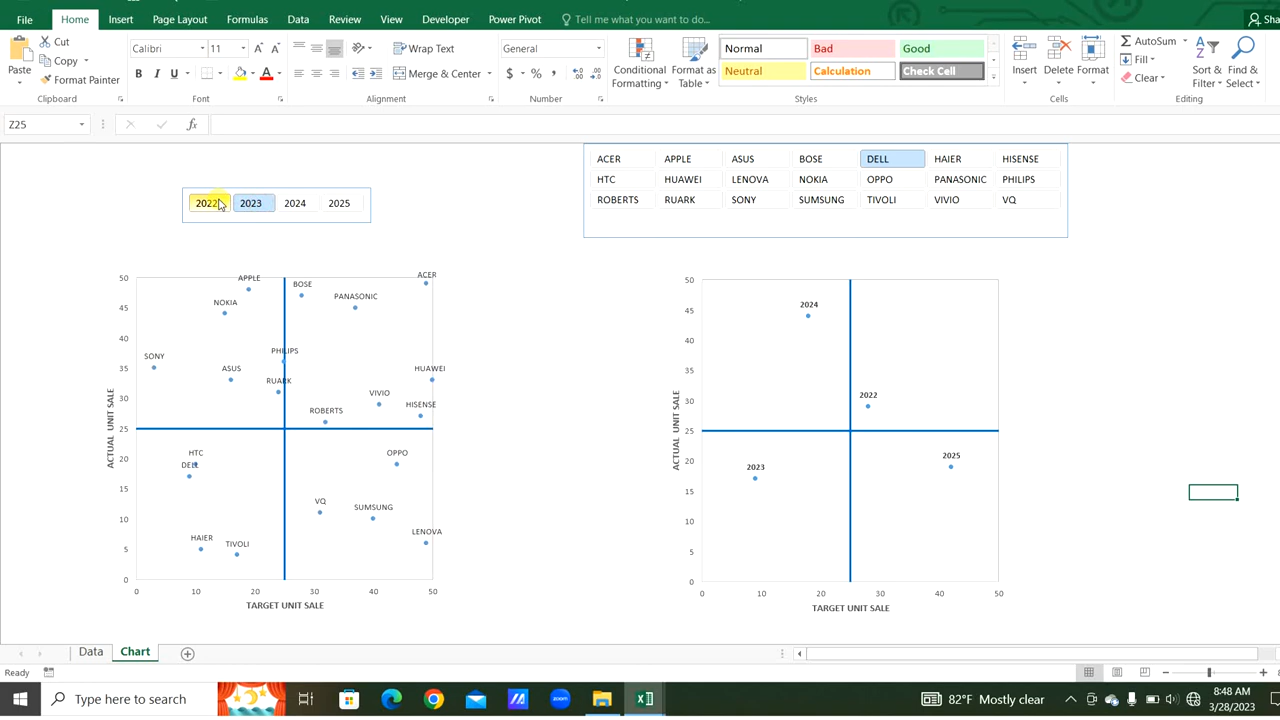 File Home Insert Page Layout Formulas Data Review View Developer Power Pivot Tell me what you want to do... Sha
Paste Cut Copy Format Painter
Calibri 11 A A B I U A
Wrap Text Merge & Center
General $ % ,
Conditional Formatting Format as Table
Normal Bad Good
Neutral Calculation Check Cell
Insert Delete Format
AutoSum Fill Clear Sort & Filter Find & Select
Clipboard Font Alignment Number Styles Cells Editing
Z25 fx
ACER APPLE ASUS BOSE DELL HAIER HISENSE
HTC HUAWEI LENOVA NOKIA OPPO PANASONIC PHILIPS
ROBERTS RUARK SONY SUMSUNG TIVOLI VIVIO VQ
2022 2023 2024 2025
ACTUAL UNIT SALE
50
45
40
35
30
25
20
15
10
5
0
APPLE BOSE ACER
NOKIA PANASONIC
SONY PHILIPS
ASUS RUARK HUAWEI
VIVIO
ROBERTS HISENSE
HTC OPPO
DELL
VQ SUMSUNG
LENOVA
HAIER TIVOLI
0 10 20 30 40 50
TARGET UNIT SALE
ACTUAL UNIT SALE
50
45
40
35
30
25
20
15
10
5
0
2024
2022
2023 2025
0 10 20 30 40 50
TARGET UNIT SALE
Data Chart
Ready
Type here to search zoom 82°F Mostly clear 8:48 AM
3/28/2023